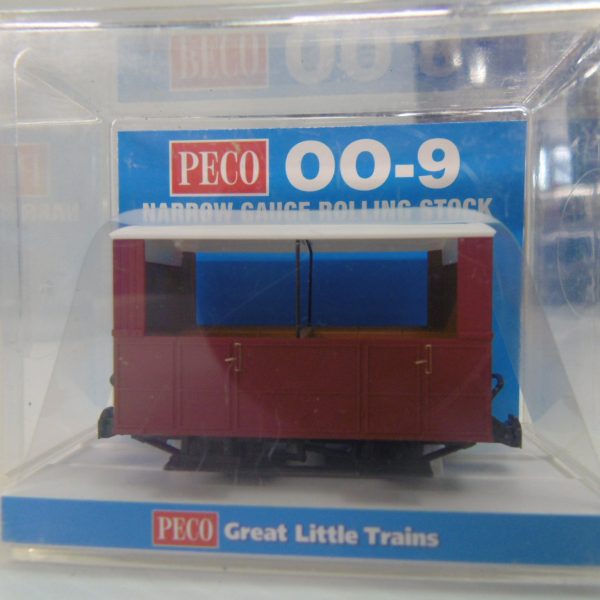 PECO OO-9
NARROW GAUGE ROLLING STOCK
PECO Great Little Trains